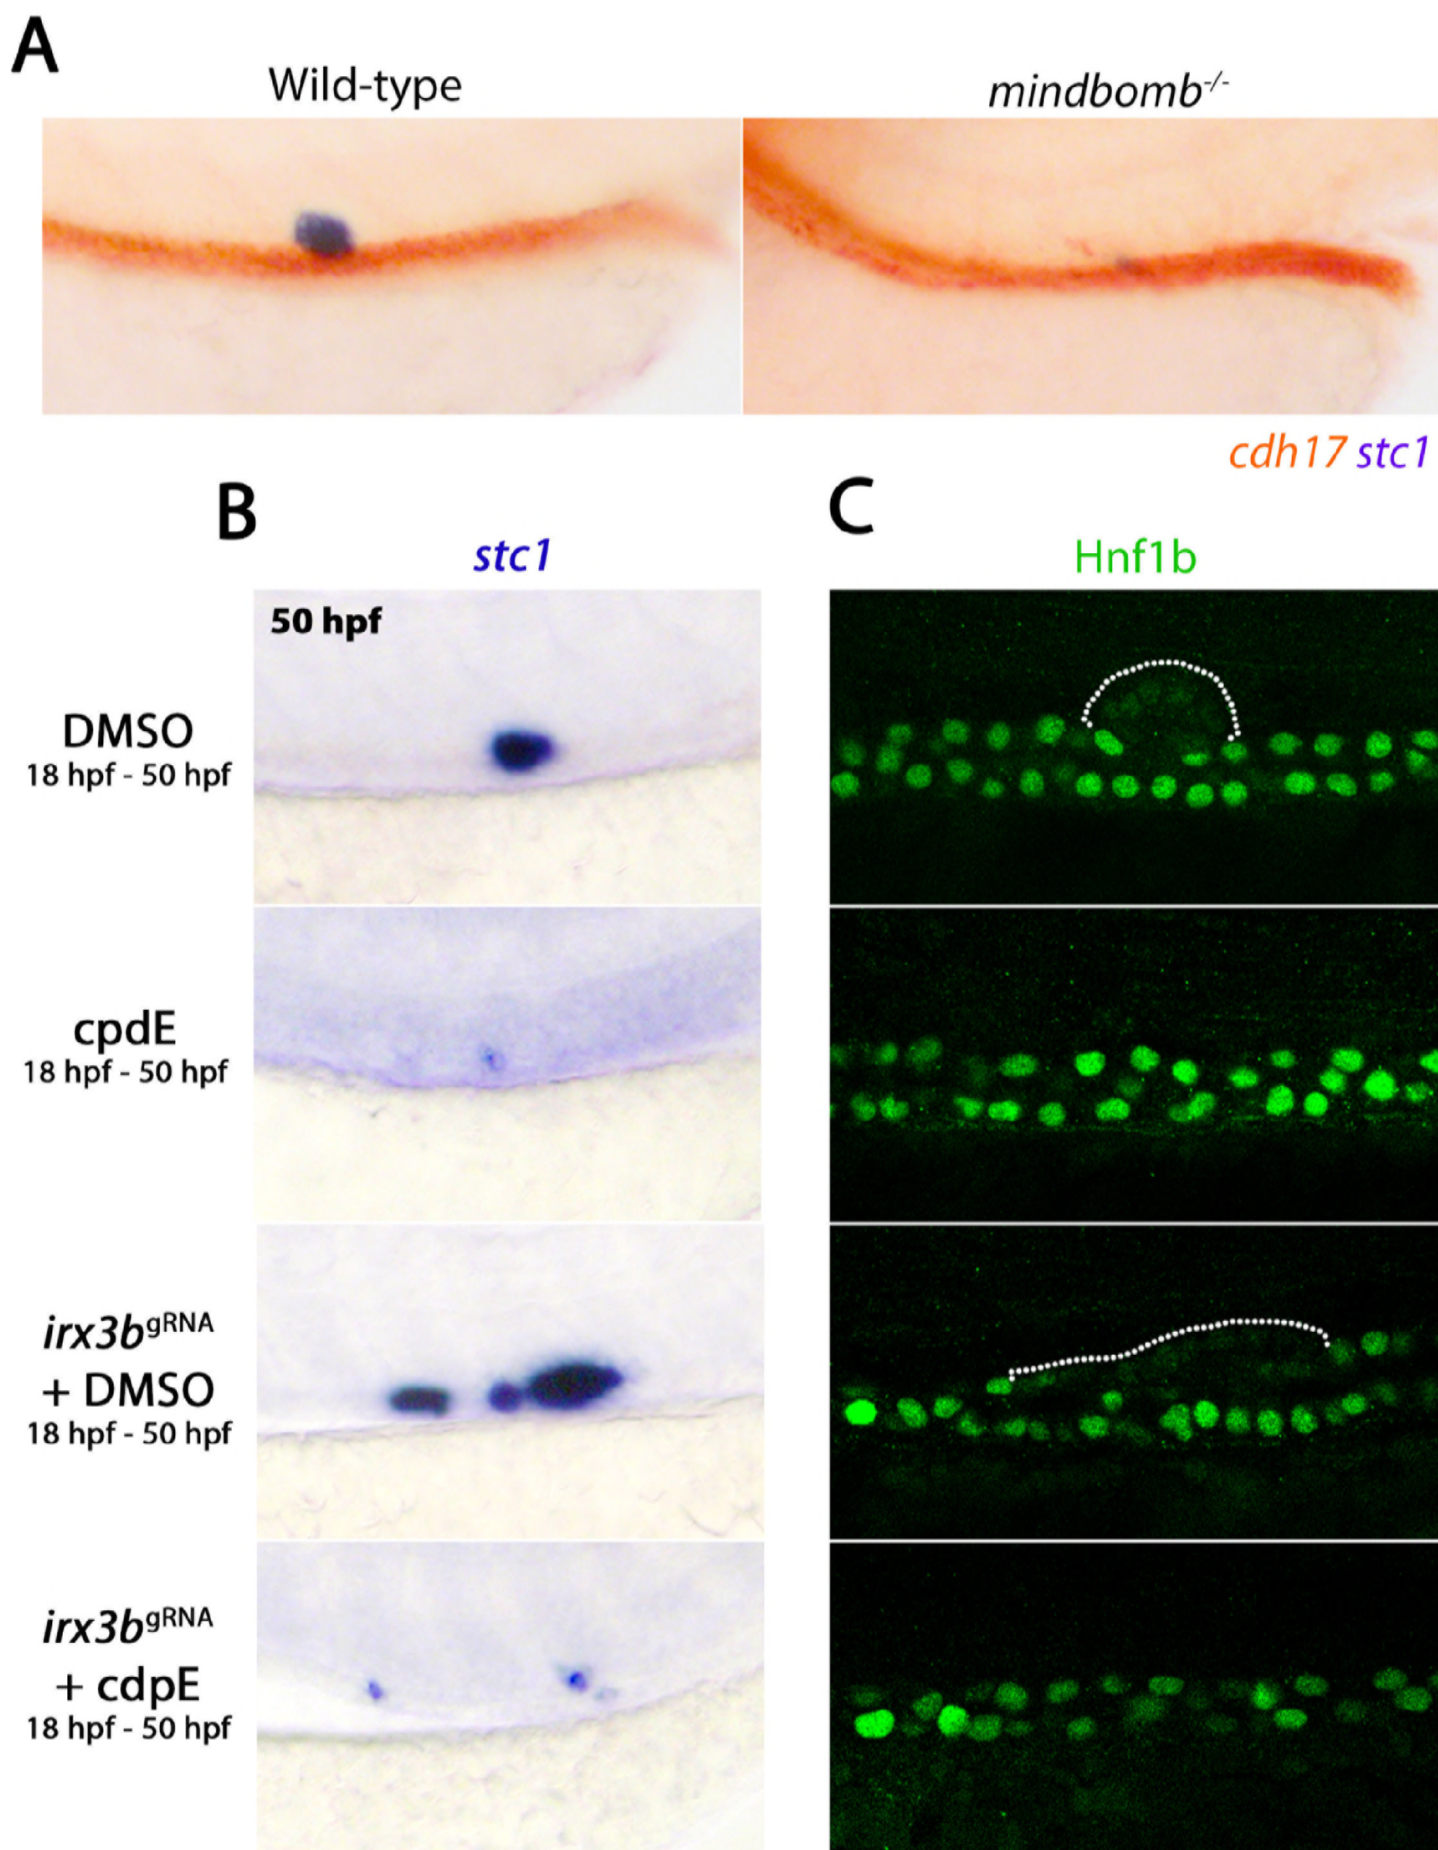 A
Wild-type
mindbomb-/-
cdh17 stc1
B
C
stc1
Hnf1b
50 hpf
DMSO
18 hpf - 50 hpf
cpdE
18 hpf - 50 hpf
irx3bgRNA
+ DMSO
18 hpf - 50 hpf
irx3bgRNA
+ cdpE
18 hpf - 50 hpf